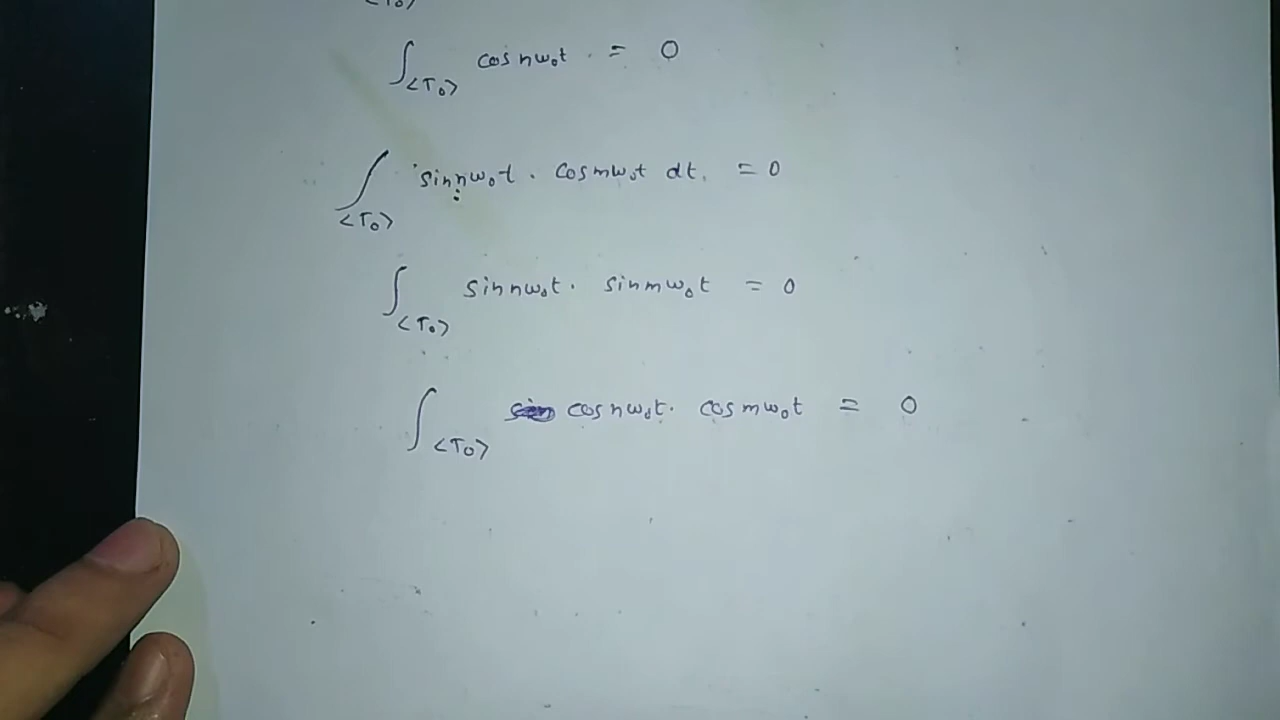 <T₀>
∫<T₀> cos nω₀t = 0
∫<T₀> sin nω₀t . cos mω₀t dt. = 0
∫<T₀> sin nω₀t . sin mω₀t = 0
∫<T₀> cos nω₀t . cos mω₀t = 0